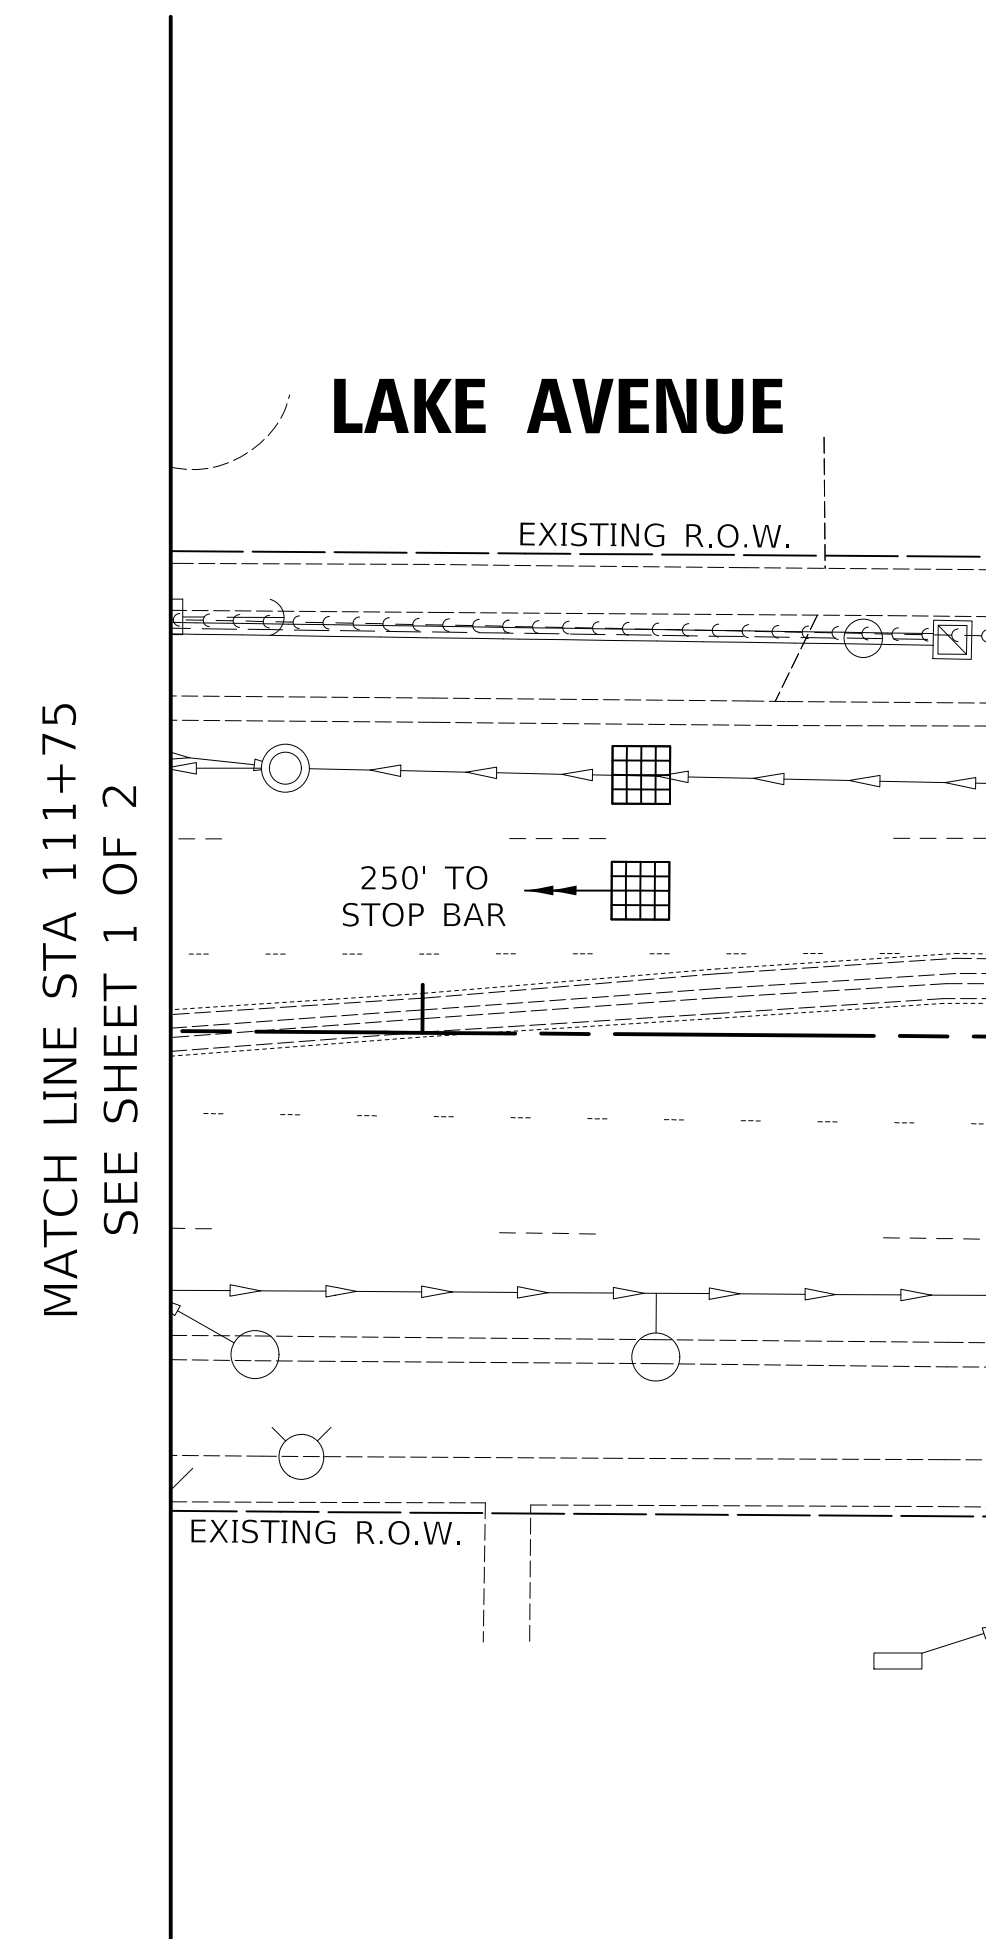 MATCH LINE STA 111+75
SEE SHEET 1 OF 2
LAKE AVENUE
EXISTING R.O.W.
250' TO
STOP BAR
EXISTING R.O.W.